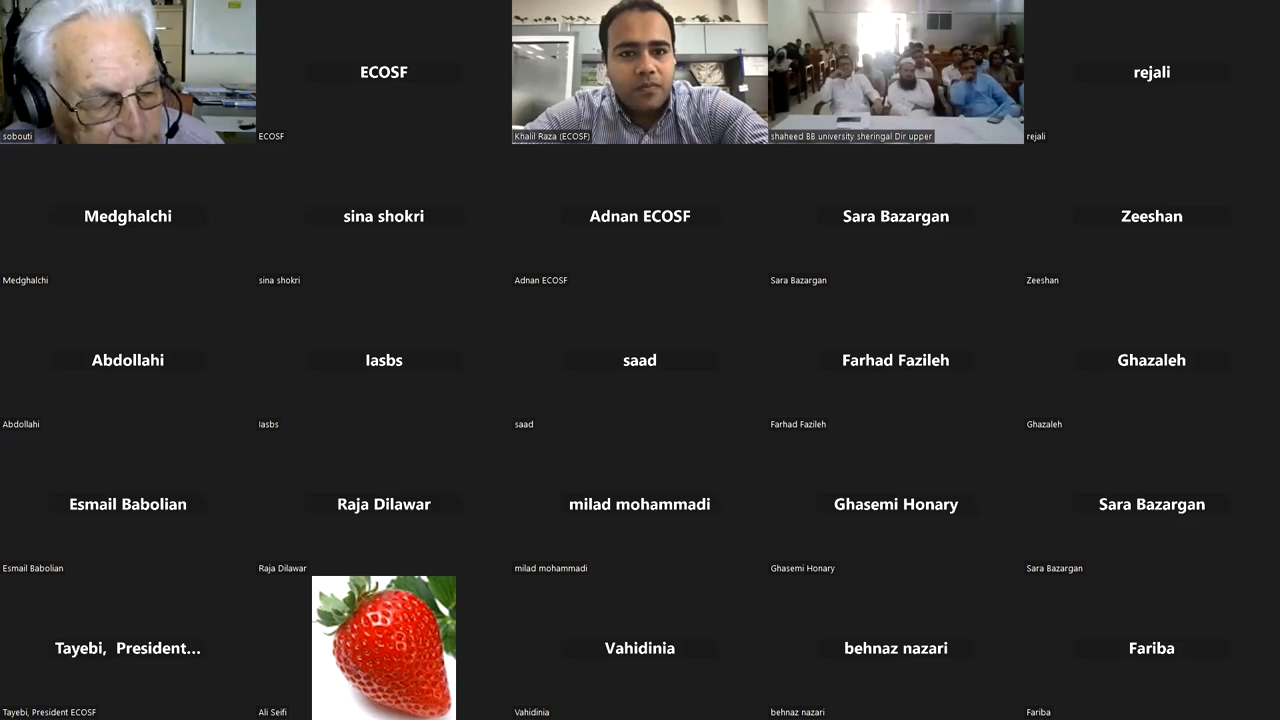 ECOSF
rejali
sobouti
ECOSF
Khalil Raza (ECOSF)
shaheed BB university sheringal Dir upper
rejali
Medghalchi
sina shokri
Adnan ECOSF
Sara Bazargan
Zeeshan
Medghalchi
sina shokri
Adnan ECOSF
Sara Bazargan
Zeeshan
Abdollahi
Iasbs
saad
Farhad Fazileh
Ghazaleh
Abdollahi
Iasbs
saad
Farhad Fazileh
Ghazaleh
Esmail Babolian
Raja Dilawar
milad mohammadi
Ghasemi Honary
Sara Bazargan
Esmail Babolian
Raja Dilawar
milad mohammadi
Ghasemi Honary
Sara Bazargan
Tayebi, President...
Vahidinia
behnaz nazari
Fariba
Tayebi, President ECOSF
Ali Seifi
Vahidinia
behnaz nazari
Fariba